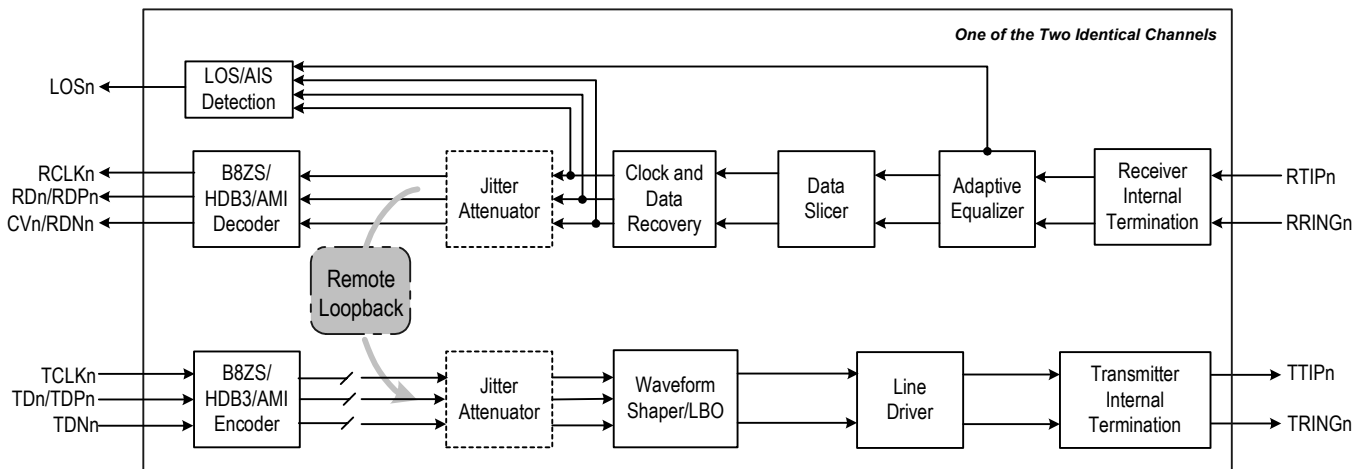 One of the Two Identical Channels
LOSn
LOS/AIS
Detection
RCLKn
RDn/RDPn
CVn/RDNn
B8ZS/
HDB3/AMI
Decoder
Jitter
Attenuator
Clock and
Data
Recovery
Data
Slicer
Adaptive
Equalizer
Receiver
Internal
Termination
RTIPn
RRINGn
Remote
Loopback
TCLKn
TDn/TDPn
TDNn
B8ZS/
HDB3/AMI
Encoder
Jitter
Attenuator
Waveform
Shaper/LBO
Line
Driver
Transmitter
Internal
Termination
TTIPn
TRINGn